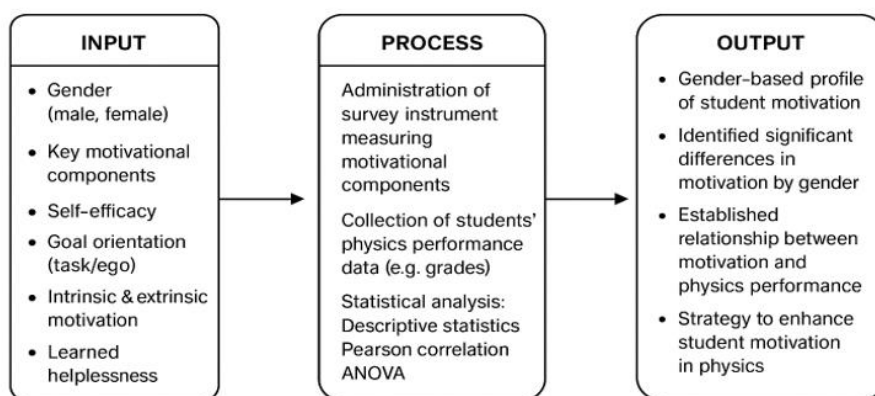 INPUT
• Gender
(male, female)
• Key motivational
components
• Self-efficacy
• Goal orientation
(task/ego)
• Intrinsic & extrinsic
motivation
• Learned
helplessness
PROCESS
Administration of
survey instrument
measuring
motivational
components
Collection of students'
physics performance
data (e.g. grades)
Statistical analysis:
Descriptive statistics
Pearson correlation
ANOVA
OUTPUT
• Gender-based profile
of student motivation
• Identified significant
differences in
motivation by gender
• Established
relationship between
motivation and
physics performance
• Strategy to enhance
student motivation
in physics